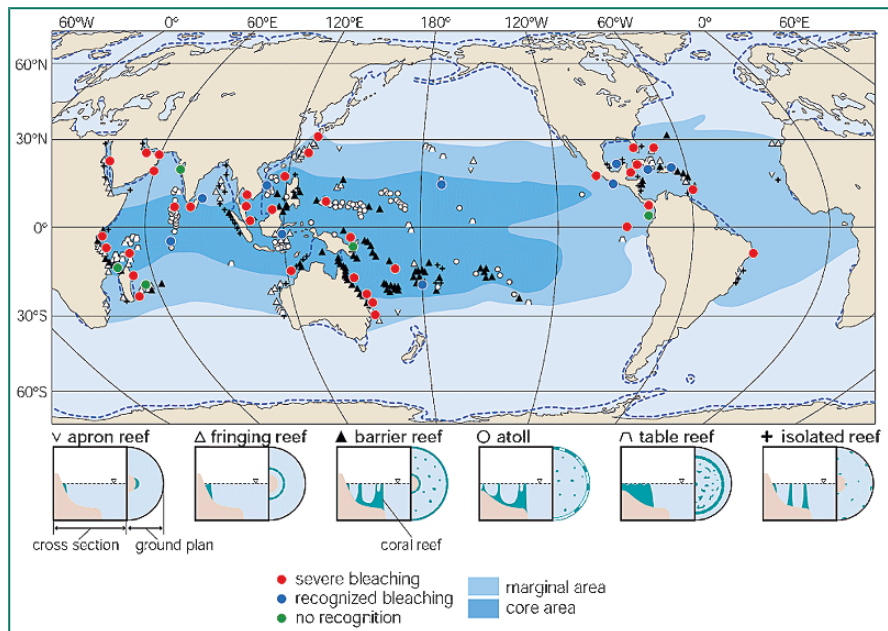 60°W 0° 60°E 120°E 180°W 120°W 60°W 0° 60°E
60°N
30°N
0°
30°S
60°S
apron reef fringing reef barrier reef atoll table reef isolated reef
cross section ground plan coral reef
severe bleaching
recognized bleaching
no recognition
marginal area
core area